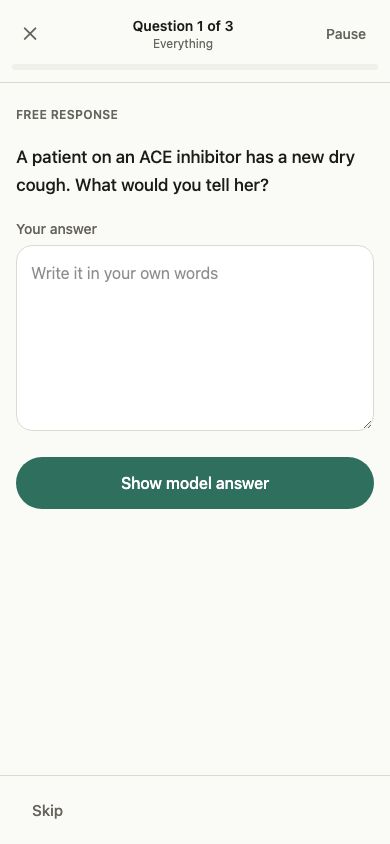 Question 1 of 3
Everything
Pause
FREE RESPONSE
A patient on an ACE inhibitor has a new dry
cough. What would you tell her?
Your answer
Write it in your own words
Show model answer
Skip